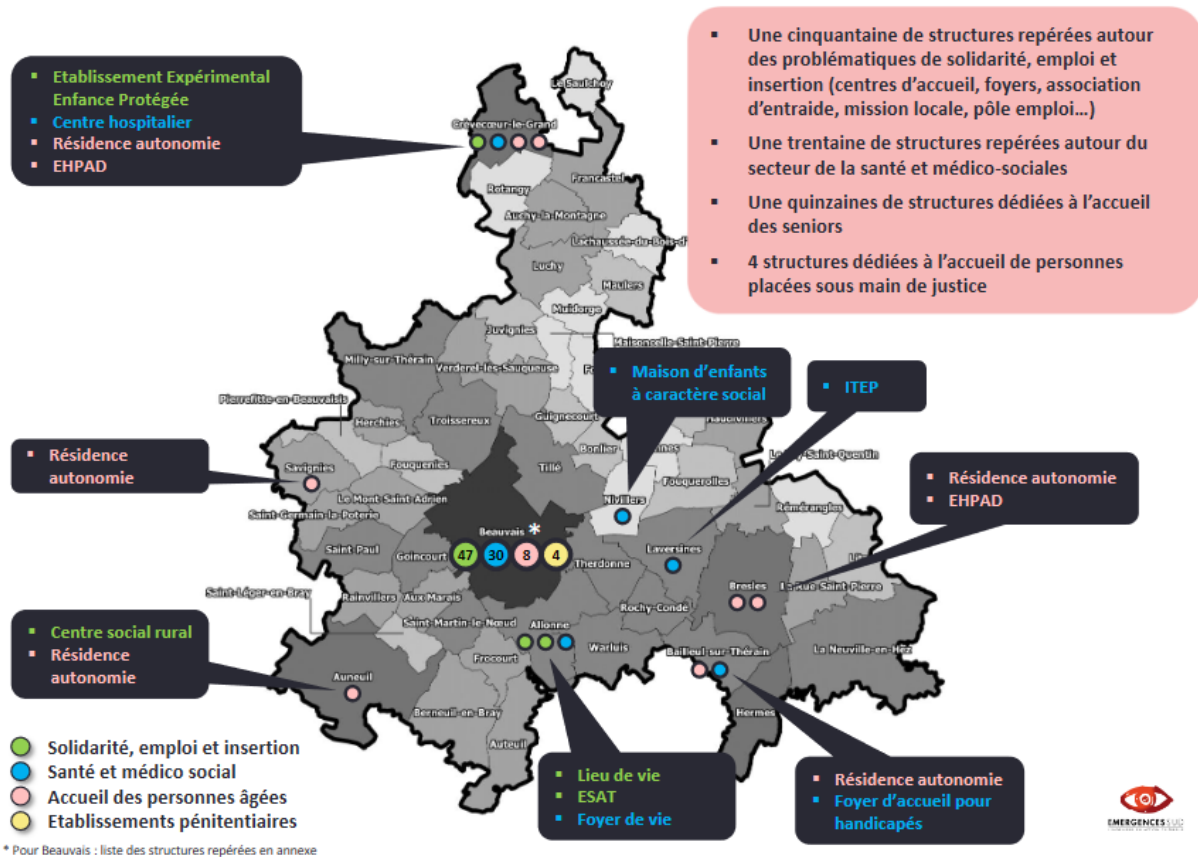 ▪ Une cinquantaine de structures repérées autour
des problématiques de solidarité, emploi et
insertion (centres d'accueil, foyers, association
d'entraide, mission locale, pôle emploi…)
▪ Une trentaine de structures repérées autour du
secteur de la santé et médico-sociales
▪ Une quinzaines de structures dédiées à l'accueil
des seniors
▪ 4 structures dédiées à l'accueil de personnes
placées sous main de justice
▪ Etablissement Expérimental
Enfance Protégée
▪ Centre hospitalier
▪ Résidence autonomie
▪ EHPAD
Le Saulchoy
Crèvecœur-le-Grand
Rotangy
Francastel
Auchy-la-Montagne
Lachaussée-du-Bois-d'
Luchy
Maulers
Muidorge
Juvignies
Maisoncelle-Saint-Pierre
Milly-sur-Thérain
Verderel-lès-Sauqueuse
▪ Maison d'enfants
à caractère social
▪ ITEP
Pierrefitte-en-Beauvaisis
Herchies
Troissereux
Guignecourt
Haudivillers
Bonlier
Tillé
Fouquenies
▪ Résidence
autonomie
Savignies
Fouquerolles
▪ Résidence autonomie
▪ EHPAD
Le Mont Saint Adrien
Nivillers
Rémérangles
Saint-Germain-la-Poterie
Beauvais *
47 30 8 4
Saint Paul
Goincourt
Therdonne
Laversines
Bresles
La Rue-Saint-Pierre
Saint-Léger-en-Bray
Rainvillers
Aux Marais
Rochy-Condé
Saint-Martin-le-Nœud
Allonne
Warluis
Bailleul-sur-Thérain
La Neuville-en-Hez
▪ Centre social rural
▪ Résidence
autonomie
Auneuil
Frocourt
Berneuil-en-Bray
Auteuil
Hermes
Solidarité, emploi et insertion
Santé et médico social
Accueil des personnes âgées
Etablissements pénitentiaires
▪ Lieu de vie
▪ ESAT
▪ Foyer de vie
▪ Résidence autonomie
▪ Foyer d'accueil pour
handicapés
EMERGENCES SUD
* Pour Beauvais : liste des structures repérées en annexe